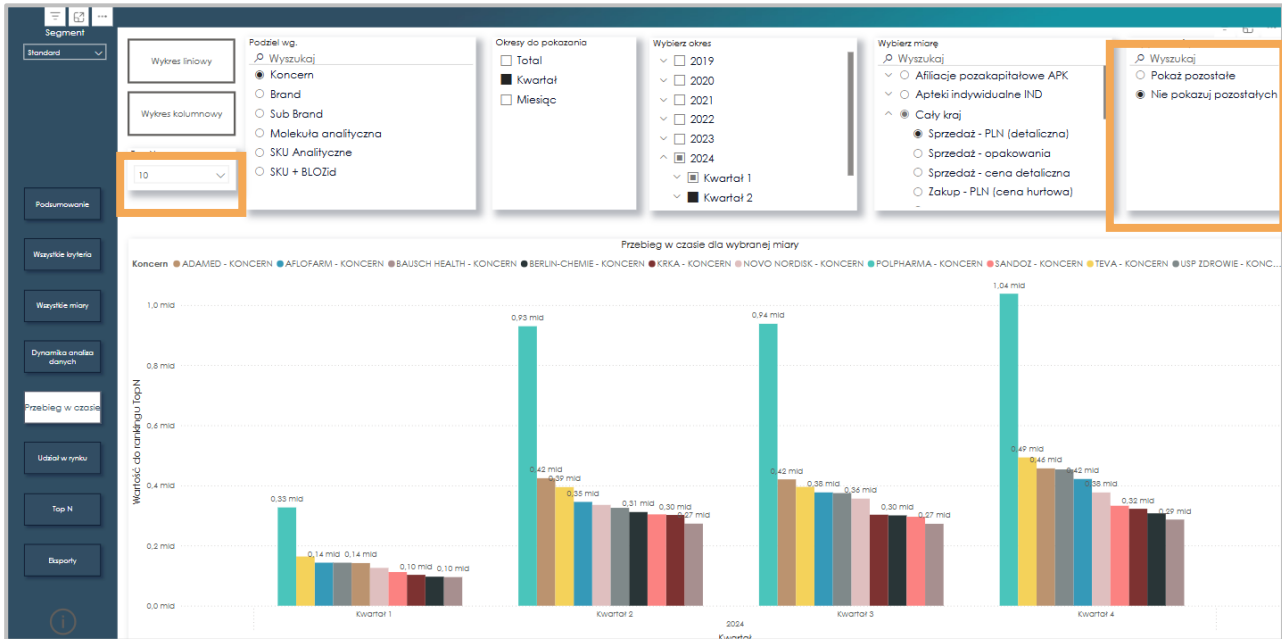 Segment
Standard
Podsumowanie
Wszystkie kryteria
Wszystkie miary
Dynamika analiza
danych
Przebieg w czasie
Udział w rynku
Top N
Eksporty
Wykres liniowy
Wykres kolumnowy
10
Podziel wg.
Wyszukaj
Koncern
Brand
Sub Brand
Molekuła analityczna
SKU Analityczne
SKU + BLOZid
Okresy do pokazania
Total
Kwartał
Miesiąc
Wybierz okres
2019
2020
2021
2022
2023
2024
Kwartał 1
Kwartał 2
Wybierz miarę
Wyszukaj
Afiliacje pozakapitałowe APK
Apteki indywidualne IND
Cały kraj
Sprzedaż - PLN (detaliczna)
Sprzedaż - opakowania
Sprzedaż - cena detaliczna
Zakup - PLN (cena hurtowa)
Wyszukaj
Pokaż pozostałe
Nie pokazuj pozostałych
Przebieg w czasie dla wybranej miary
Koncern ADAMED - KONCERN AFLOFARM - KONCERN BAUSCH HEALTH - KONCERN BERLIN-CHEMIE - KONCERN KRKA - KONCERN NOVO NORDISK - KONCERN POLPHARMA - KONCERN SANDOZ - KONCERN TEVA - KONCERN USP ZDROWIE - KONC...
Wartość do rankingu TopN
1,0 mld
0,8 mld
0,6 mld
0,4 mld
0,2 mld
0,0 mld
0,33 mld
0,14 mld 0,14 mld
0,10 mld 0,10 mld
0,93 mld
0,42 mld
0,39 mld
0,35 mld
0,31 mld 0,30 mld
0,27 mld
0,94 mld
0,42 mld
0,38 mld 0,36 mld
0,30 mld
0,27 mld
1,04 mld
0,49 mld
0,46 mld
0,42 mld
0,38 mld
0,32 mld
0,29 mld
Kwartał 1 Kwartał 2 Kwartał 3 Kwartał 4
2024
Kwartał